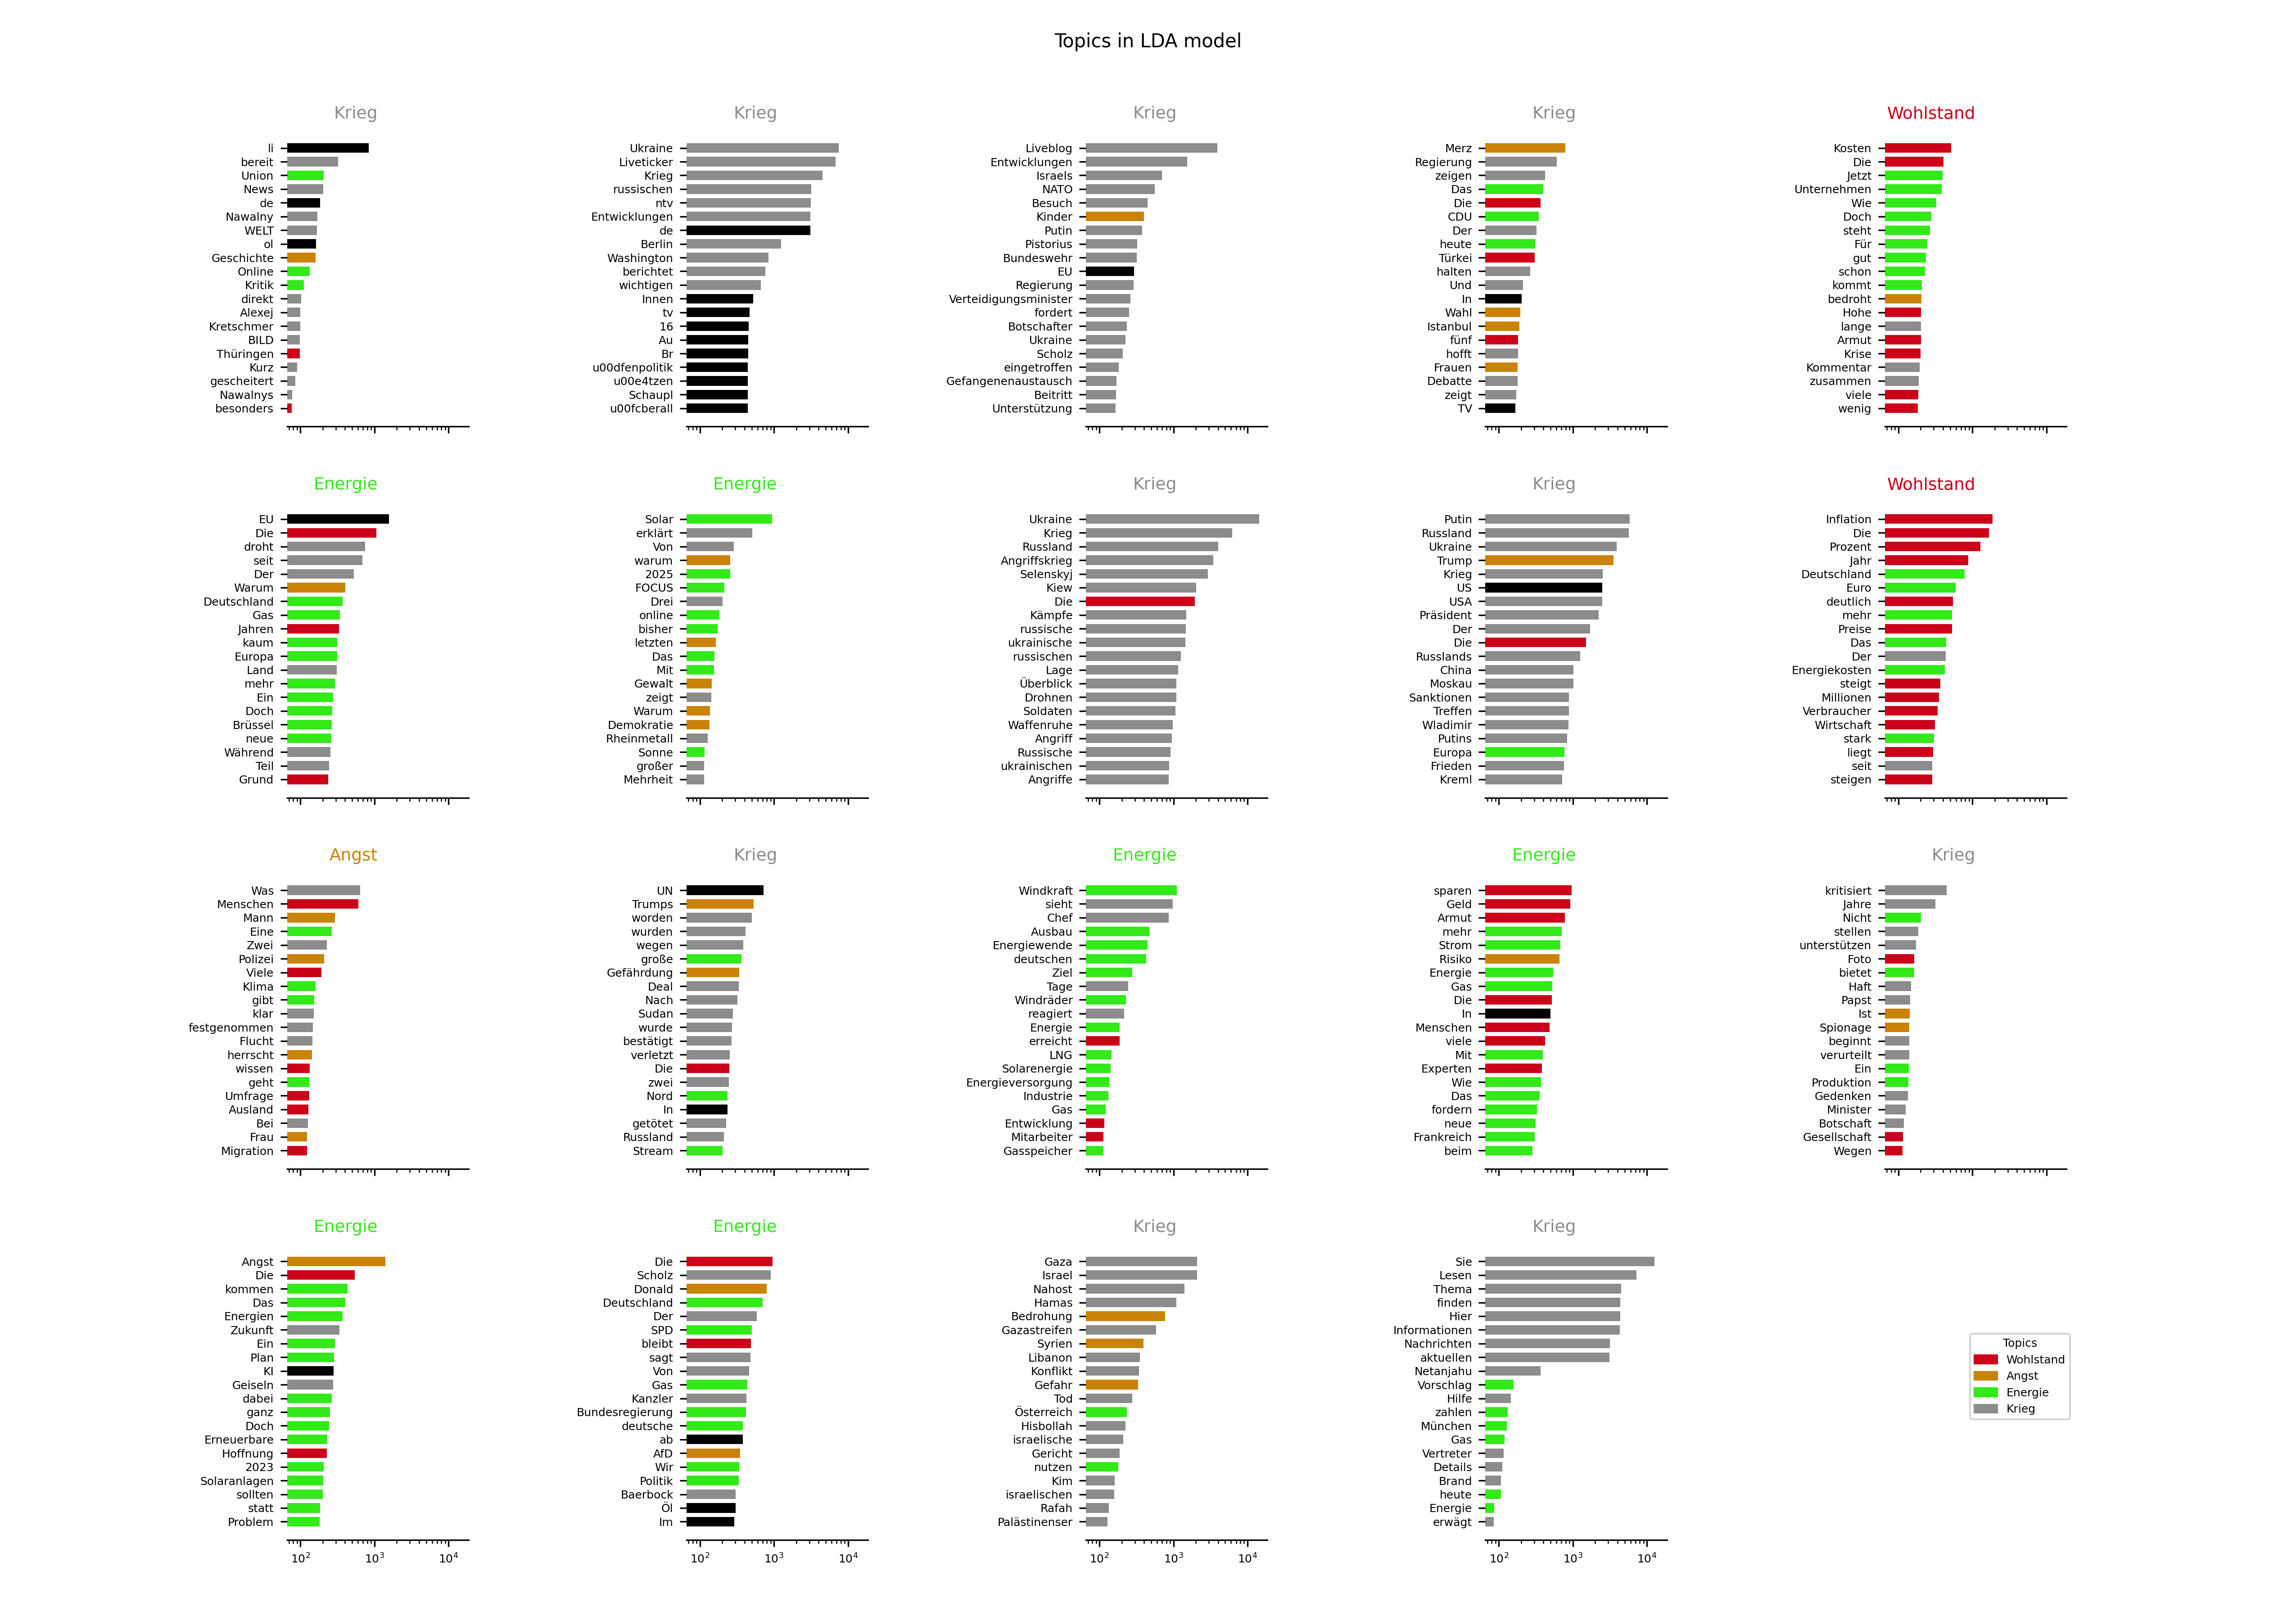 Topics in LDA model
Krieg
li
bereit
Union
News
de
Nawalny
WELT
ol
Geschichte
Online
Kritik
direkt
Alexej
Kretschmer
BILD
Thüringen
Kurz
gescheitert
Nawalnys
besonders
Krieg
Ukraine
Liveticker
Krieg
russischen
ntv
Entwicklungen
de
Berlin
Washington
berichtet
wichtigen
Innen
tv
16
Au
Br
u00dfenpolitik
u00e4tzen
Schaupl
u00fcberall
Krieg
Liveblog
Entwicklungen
Israels
NATO
Besuch
Kinder
Putin
Pistorius
Bundeswehr
EU
Regierung
Verteidigungsminister
fordert
Botschafter
Ukraine
Scholz
eingetroffen
Gefangenenaustausch
Beitritt
Unterstützung
Krieg
Merz
Regierung
zeigen
Das
Die
CDU
Der
heute
Türkei
halten
Und
In
Wahl
Istanbul
fünf
hofft
Frauen
Debatte
zeigt
TV
Wohlstand
Kosten
Die
Jetzt
Unternehmen
Wie
Doch
steht
Für
gut
schon
kommt
bedroht
Hohe
lange
Armut
Krise
Kommentar
zusammen
viele
wenig
Energie
EU
Die
droht
seit
Der
Warum
Deutschland
Gas
Jahren
kaum
Europa
Land
mehr
Ein
Doch
Brüssel
neue
Während
Teil
Grund
Energie
Solar
erklärt
Von
warum
2025
FOCUS
Drei
online
bisher
letzten
Das
Mit
Gewalt
zeigt
Warum
Demokratie
Rheinmetall
Sonne
großer
Mehrheit
Krieg
Ukraine
Krieg
Russland
Angriffskrieg
Selenskyj
Kiew
Die
Kämpfe
russische
ukrainische
russischen
Lage
Überblick
Drohnen
Soldaten
Waffenruhe
Angriff
Russische
ukrainischen
Angriffe
Krieg
Putin
Russland
Ukraine
Trump
Krieg
US
USA
Präsident
Der
Die
Russlands
China
Moskau
Sanktionen
Treffen
Wladimir
Putins
Europa
Frieden
Kreml
Wohlstand
Inflation
Die
Prozent
Jahr
Deutschland
Euro
deutlich
mehr
Preise
Das
Der
Energiekosten
steigt
Millionen
Verbraucher
Wirtschaft
stark
liegt
seit
steigen
Angst
Was
Menschen
Mann
Eine
Zwei
Polizei
Viele
Klima
gibt
klar
festgenommen
Flucht
herrscht
wissen
geht
Umfrage
Ausland
Bei
Frau
Migration
Krieg
UN
Trumps
worden
wurden
wegen
große
Gefährdung
Deal
Nach
Sudan
wurde
bestätigt
verletzt
Die
zwei
Nord
In
getötet
Russland
Stream
Energie
Windkraft
sieht
Chef
Ausbau
Energiewende
deutschen
Ziel
Tage
Windräder
reagiert
Energie
erreicht
LNG
Solarenergie
Energieversorgung
Industrie
Gas
Entwicklung
Mitarbeiter
Gasspeicher
Energie
sparen
Geld
Armut
mehr
Strom
Risiko
Energie
Gas
Die
In
Menschen
viele
Mit
Experten
Wie
Das
fordern
neue
Frankreich
beim
Krieg
kritisiert
Jahre
Nicht
stellen
unterstützen
Foto
bietet
Haft
Papst
Ist
Spionage
beginnt
verurteilt
Ein
Produktion
Gedenken
Minister
Botschaft
Gesellschaft
Wegen
Energie
Angst
Die
kommen
Das
Energien
Zukunft
Ein
Plan
KI
Geiseln
dabei
ganz
Doch
Erneuerbare
Hoffnung
2023
Solaranlagen
sollten
statt
Problem
10² 10³ 10⁴
Energie
Die
Scholz
Donald
Deutschland
Der
SPD
bleibt
sagt
Von
Gas
Kanzler
Bundesregierung
deutsche
ab
AfD
Wir
Politik
Baerbock
Öl
Im
10² 10³ 10⁴
Krieg
Gaza
Israel
Nahost
Hamas
Bedrohung
Gazastreifen
Syrien
Libanon
Konflikt
Gefahr
Tod
Österreich
Hisbollah
israelische
Gericht
nutzen
Kim
israelischen
Rafah
Palästinenser
10² 10³ 10⁴
Krieg
Sie
Lesen
Thema
finden
Hier
Informationen
Nachrichten
aktuellen
Netanjahu
Vorschlag
Hilfe
zahlen
München
Gas
Vertreter
Details
Brand
heute
Energie
erwägt
10² 10³ 10⁴
Topics
Wohlstand
Angst
Energie
Krieg